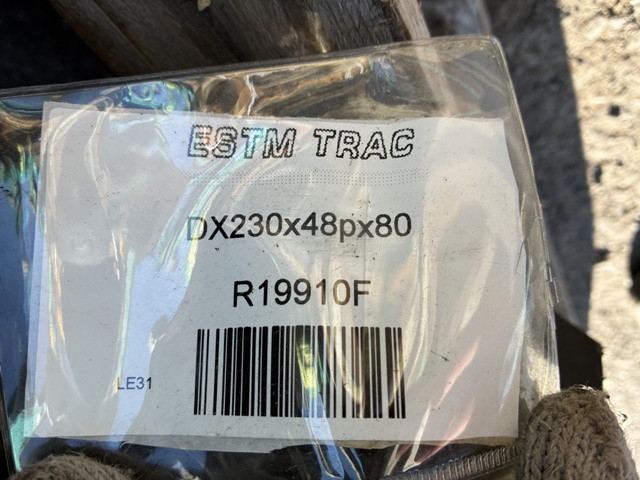 ESTM TRAC
DX230x48px80
R19910F
LE31